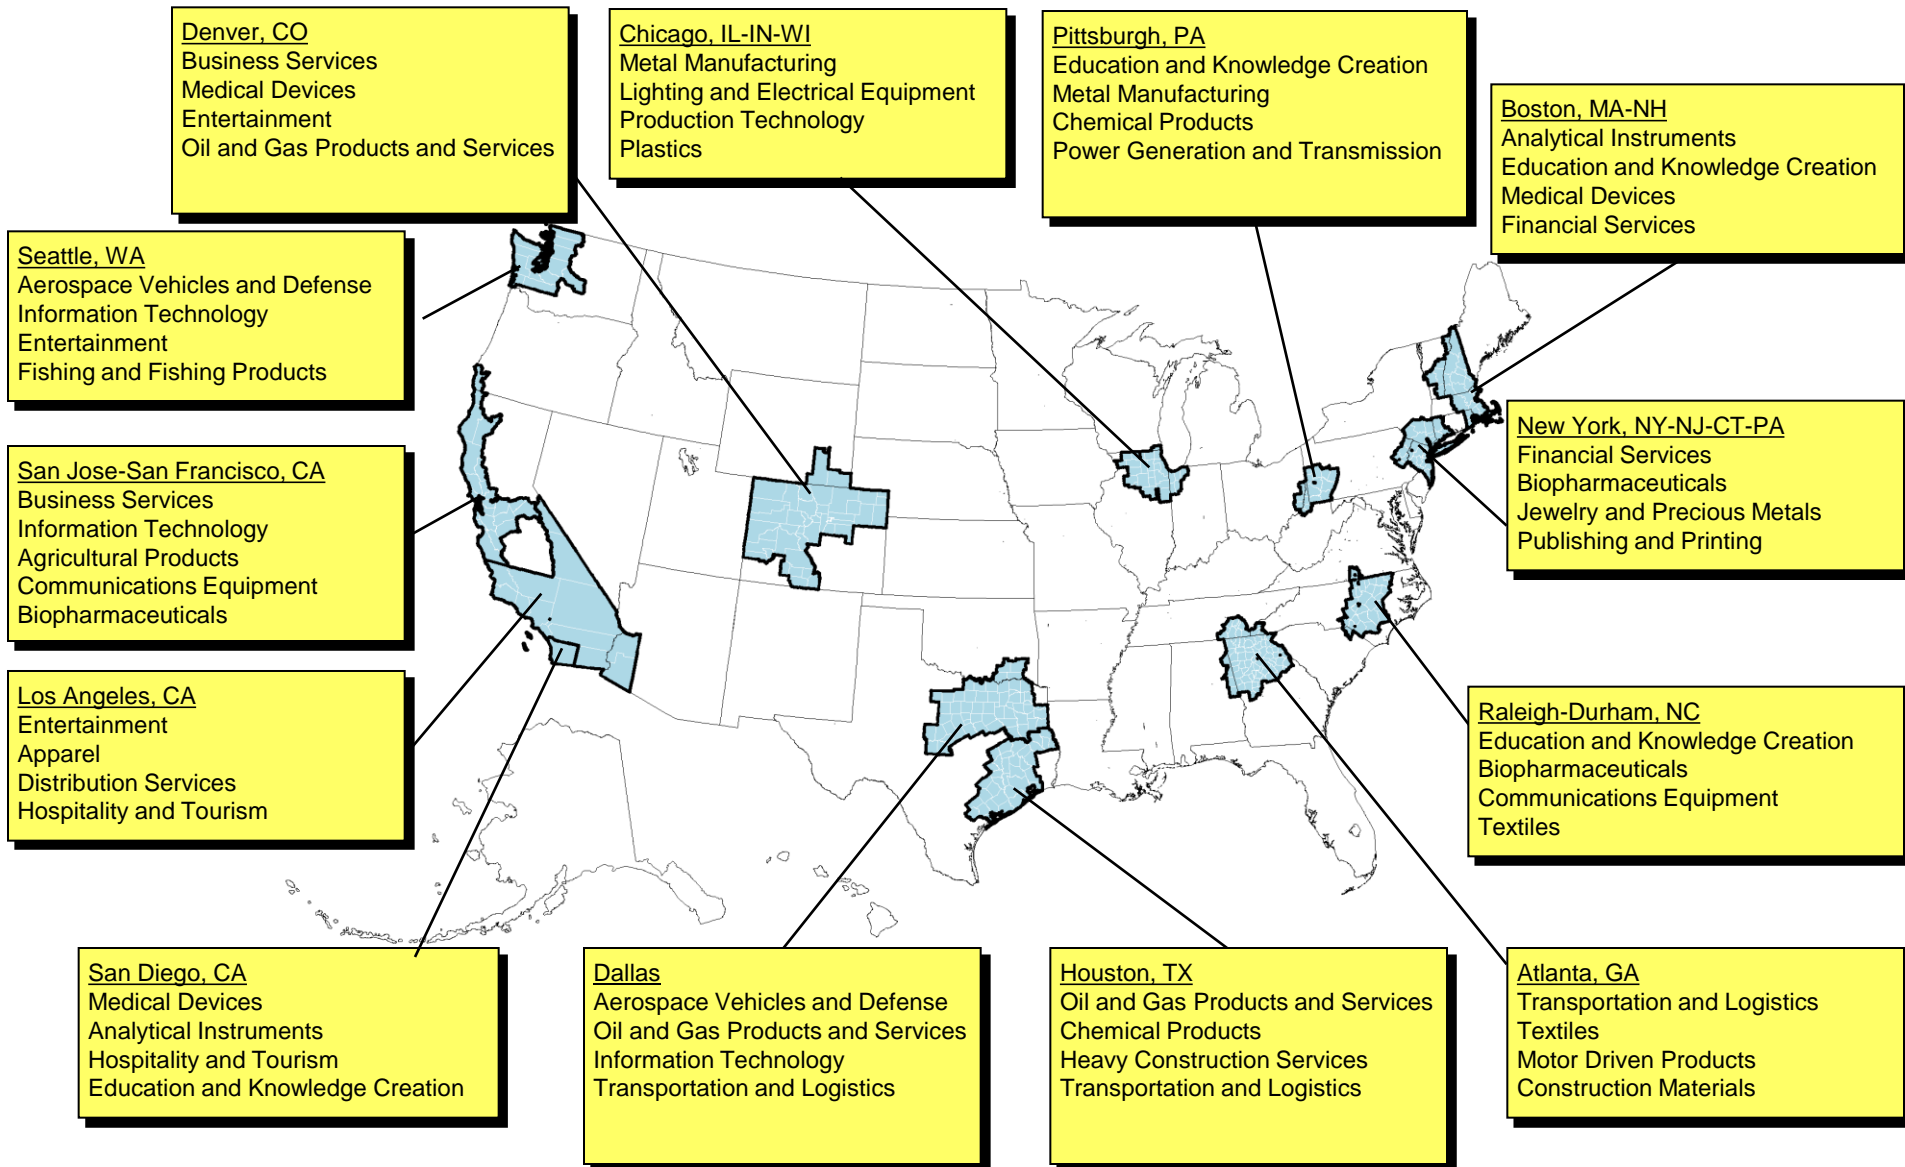 Denver, CO
Business Services
Medical Devices
Entertainment
Oil and Gas Products and Services
Chicago, IL-IN-WI
Metal Manufacturing
Lighting and Electrical Equipment
Production Technology
Plastics
Pittsburgh, PA
Education and Knowledge Creation
Metal Manufacturing
Chemical Products
Power Generation and Transmission
Boston, MA-NH
Analytical Instruments
Education and Knowledge Creation
Medical Devices
Financial Services
Seattle, WA
Aerospace Vehicles and Defense
Information Technology
Entertainment
Fishing and Fishing Products
New York, NY-NJ-CT-PA
Financial Services
Biopharmaceuticals
Jewelry and Precious Metals
Publishing and Printing
San Jose-San Francisco, CA
Business Services
Information Technology
Agricultural Products
Communications Equipment
Biopharmaceuticals
Los Angeles, CA
Entertainment
Apparel
Distribution Services
Hospitality and Tourism
Raleigh-Durham, NC
Education and Knowledge Creation
Biopharmaceuticals
Communications Equipment
Textiles
San Diego, CA
Medical Devices
Analytical Instruments
Hospitality and Tourism
Education and Knowledge Creation
Dallas
Aerospace Vehicles and Defense
Oil and Gas Products and Services
Information Technology
Transportation and Logistics
Houston, TX
Oil and Gas Products and Services
Chemical Products
Heavy Construction Services
Transportation and Logistics
Atlanta, GA
Transportation and Logistics
Textiles
Motor Driven Products
Construction Materials